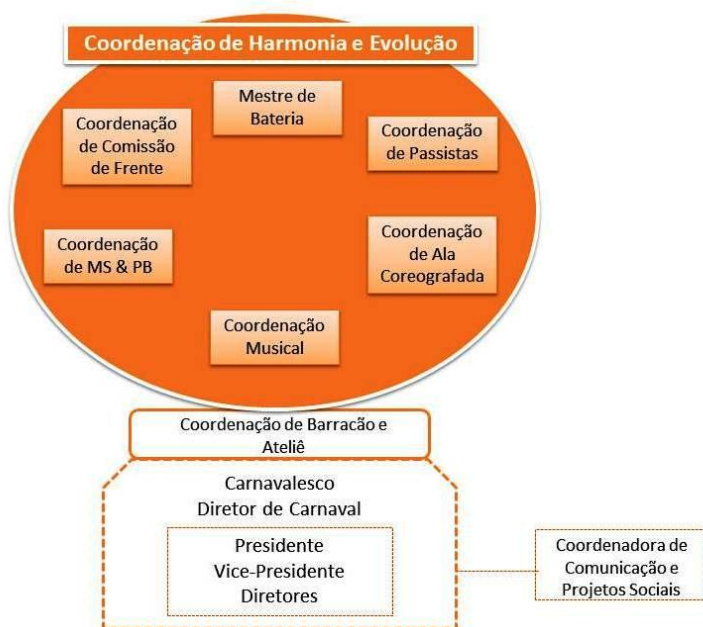 Coordenação de Harmonia e Evolução
Mestre de
Bateria
Coordenação
de Comissão
de Frente
Coordenação
de Passistas
Coordenação
de MS & PB
Coordenação
de Ala
Coreografada
Coordenação
Musical
Coordenação de Barracão e
Ateliê
Carnavalesco
Diretor de Carnaval
Presidente
Vice-Presidente
Diretores
Coordenadora de
Comunicação e
Projetos Sociais